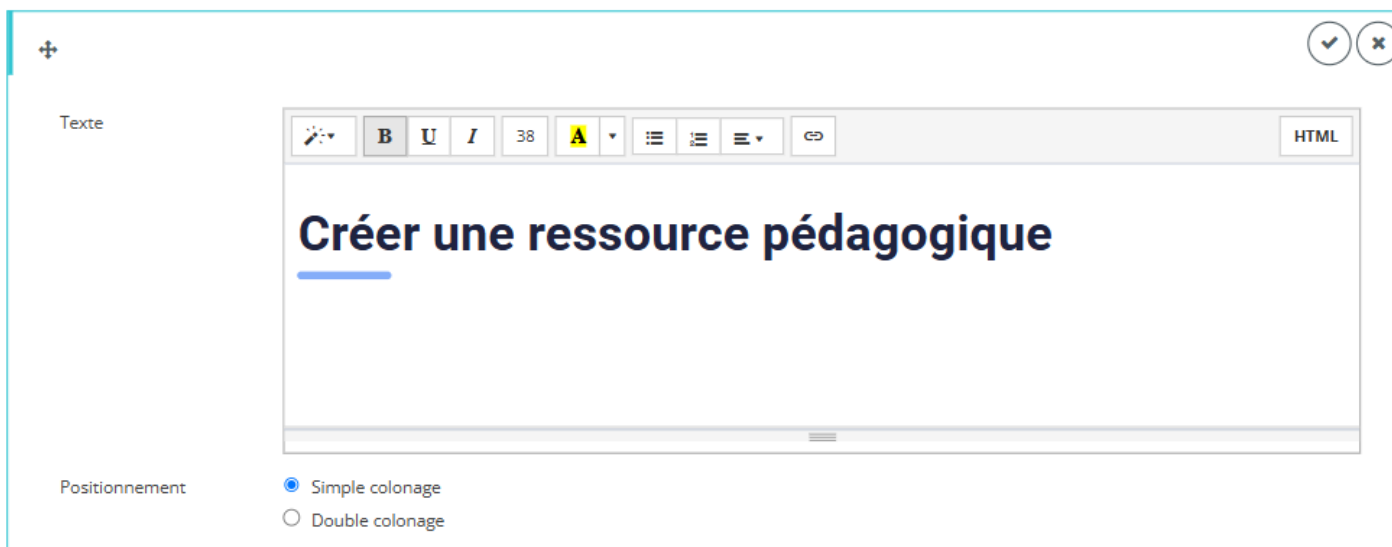 Texte
B U I 38 A HTML
Créer une ressource pédagogique
Positionnement
Simple colonage
Double colonage